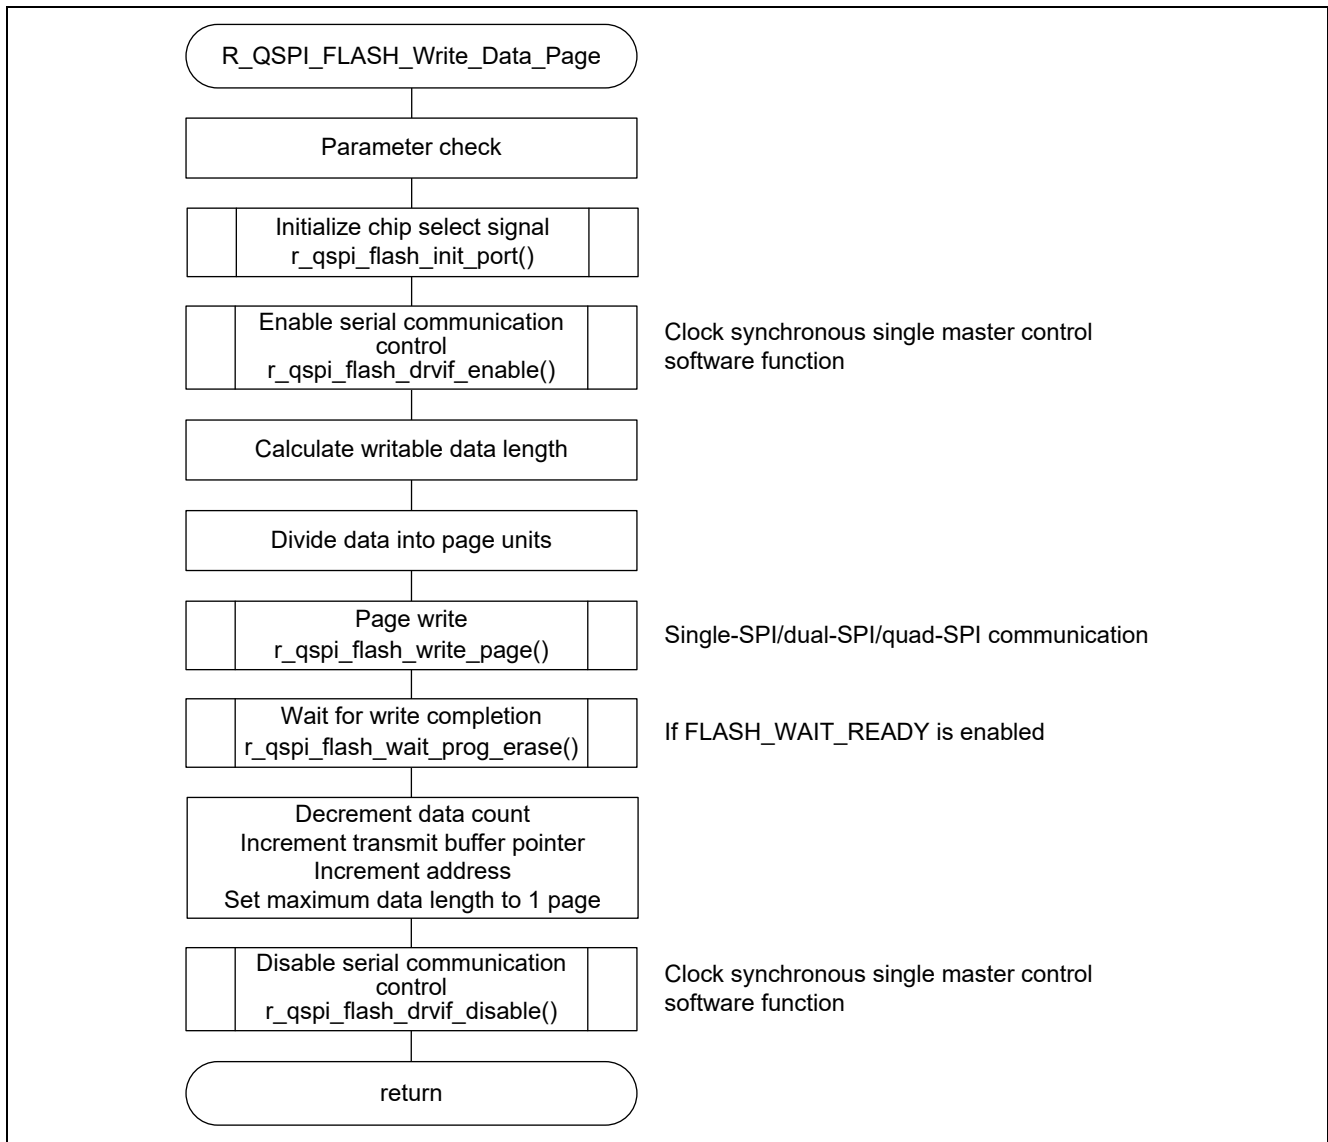 R_QSPI_FLASH_Write_Data_Page
Parameter check
Initialize chip select signal
r_qspi_flash_init_port()
Enable serial communication
control
r_qspi_flash_drvif_enable()
Clock synchronous single master control
software function
Calculate writable data length
Divide data into page units
Page write
r_qspi_flash_write_page()
Single-SPI/dual-SPI/quad-SPI communication
Wait for write completion
r_qspi_flash_wait_prog_erase()
If FLASH_WAIT_READY is enabled
Decrement data count
Increment transmit buffer pointer
Increment address
Set maximum data length to 1 page
Disable serial communication
control
r_qspi_flash_drvif_disable()
Clock synchronous single master control
software function
return